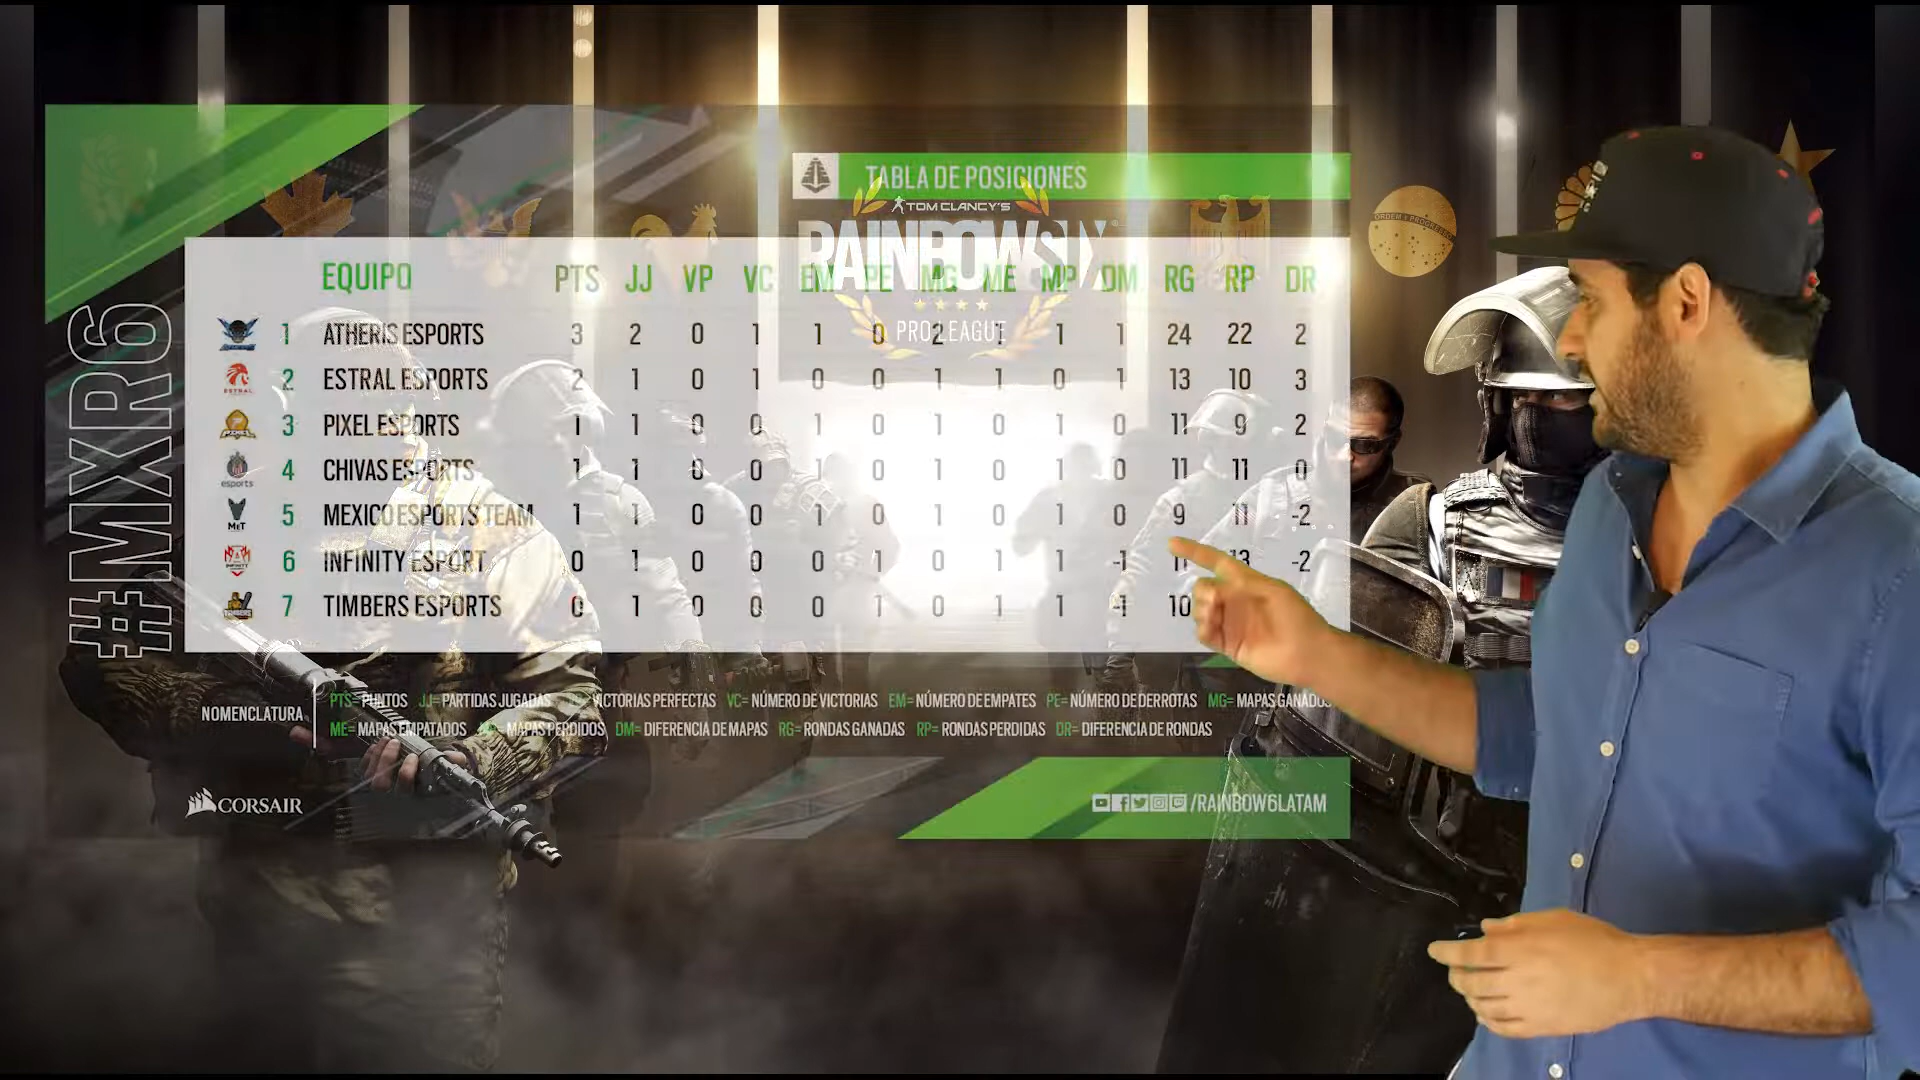 TABLA DE POSICIONES
TOM CLANCY'S
RAINBOW SIX
PRO LEAGUE
#MXR6
EQUIPO PTS JJ VP VC EM PE MG ME MP DM RG RP DR
1 ATHERIS ESPORTS 3 2 0 1 1 0 2 1 1 1 24 22 2
2 ESTRAL ESPORTS 2 1 0 1 0 0 1 1 0 1 13 10 3
3 PIXEL ESPORTS 1 1 0 0 1 0 1 0 1 0 11 9 2
4 CHIVAS ESPORTS 1 1 0 0 1 0 1 0 1 0 11 11 0
5 MEXICO ESPORTS TEAM 1 1 0 0 1 0 1 0 1 0 9 11 -2
6 INFINITY ESPORT 0 1 0 0 0 1 0 1 1 -1 11 13 -2
7 TIMBERS ESPORTS 0 1 0 0 0 1 0 1 1 -1 10
NOMENCLATURA
PTS= PUNTOS JJ= PARTIDAS JUGADAS VICTORIAS PERFECTAS VC= NÚMERO DE VICTORIAS EM= NÚMERO DE EMPATES PE= NÚMERO DE DERROTAS MG= MAPAS GANADOS
ME= MAPAS EMPATADOS MAPAS PERDIDOS DM= DIFERENCIA DE MAPAS RG= RONDAS GANADAS RP= RONDAS PERDIDAS DR= DIFERENCIA DE RONDAS
CORSAIR
/RAINBOW6LATAM